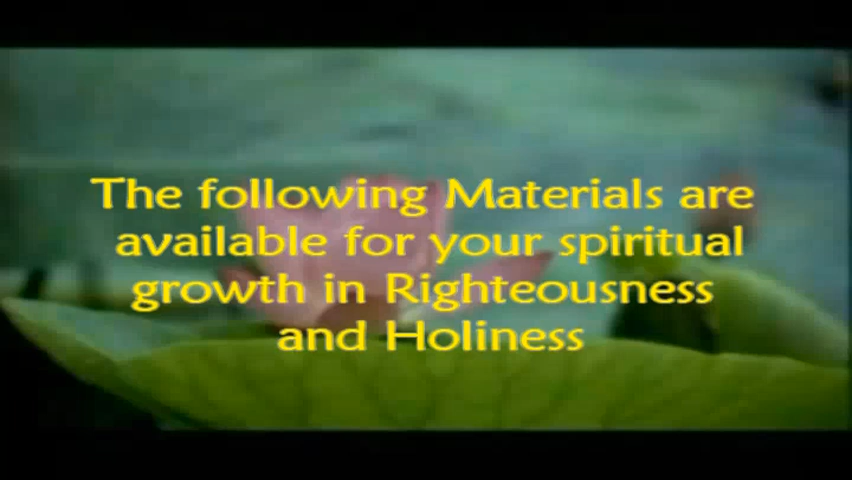 The following Materials are
available for your spiritual
growth in Righteousness
and Holiness